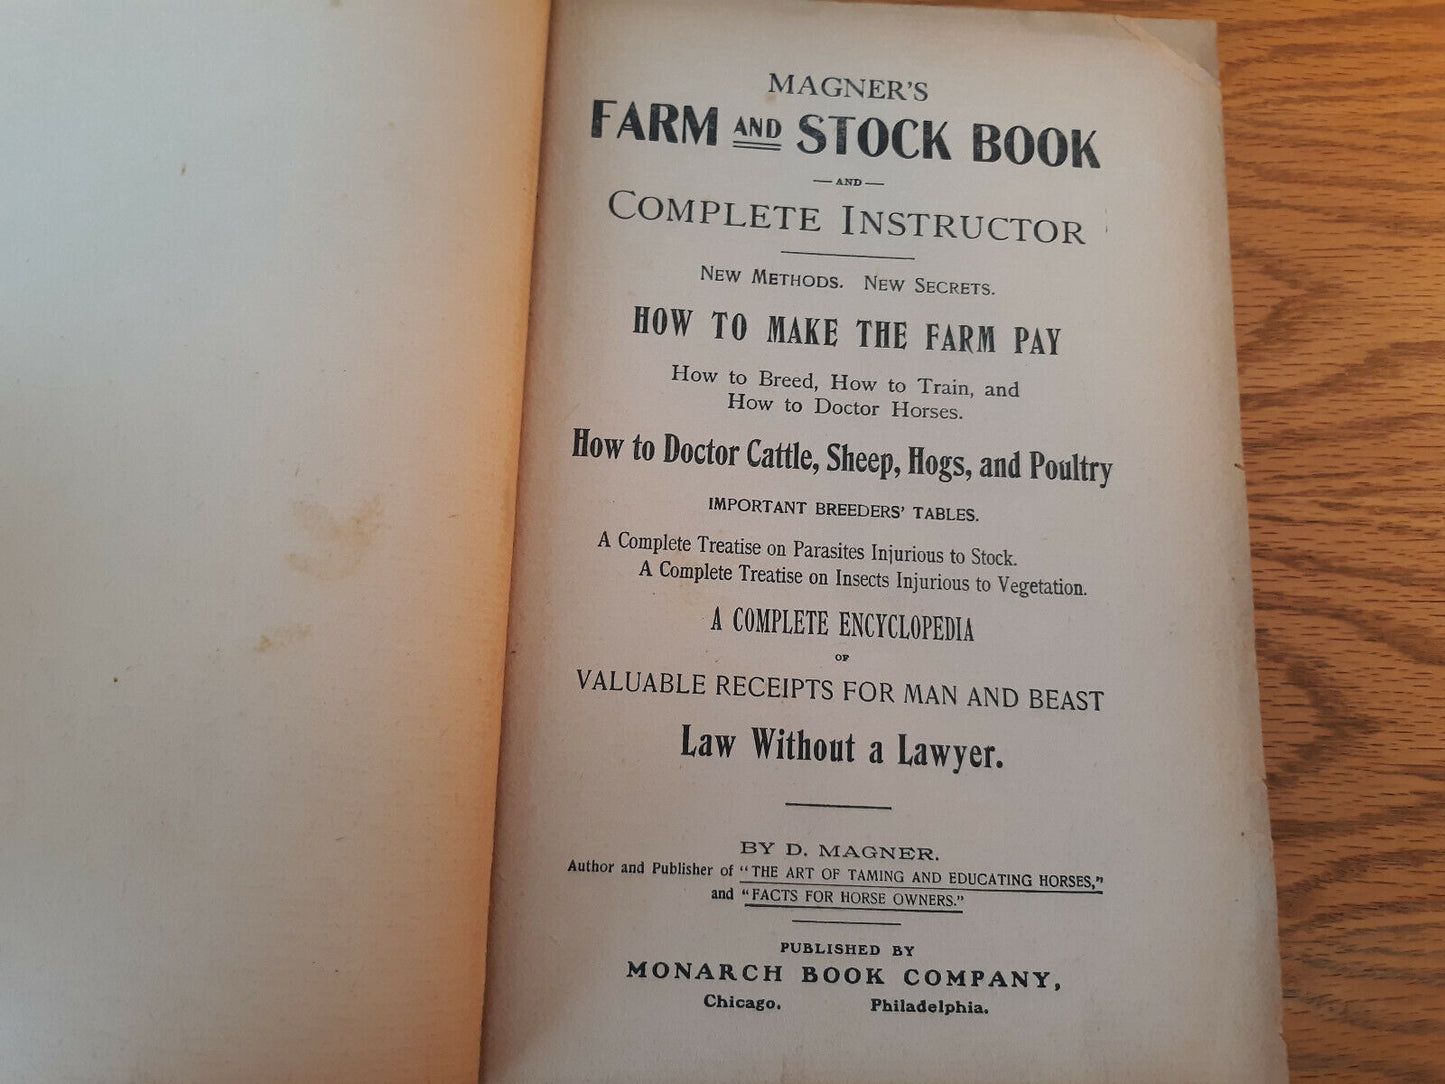 MAGNER'S
FARM AND STOCK BOOK
—AND—
COMPLETE INSTRUCTOR
NEW METHODS. NEW SECRETS.
HOW TO MAKE THE FARM PAY
How to Breed, How to Train, and
How to Doctor Horses.
How to Doctor Cattle, Sheep, Hogs, and Poultry
IMPORTANT BREEDERS' TABLES.
A Complete Treatise on Parasites Injurious to Stock.
A Complete Treatise on Insects Injurious to Vegetation.
A COMPLETE ENCYCLOPEDIA
OF
VALUABLE RECEIPTS FOR MAN AND BEAST
Law Without a Lawyer.
BY D. MAGNER.
Author and Publisher of "THE ART OF TAMING AND EDUCATING HORSES,"
and "FACTS FOR HORSE OWNERS."
PUBLISHED BY
MONARCH BOOK COMPANY,
Chicago. Philadelphia.